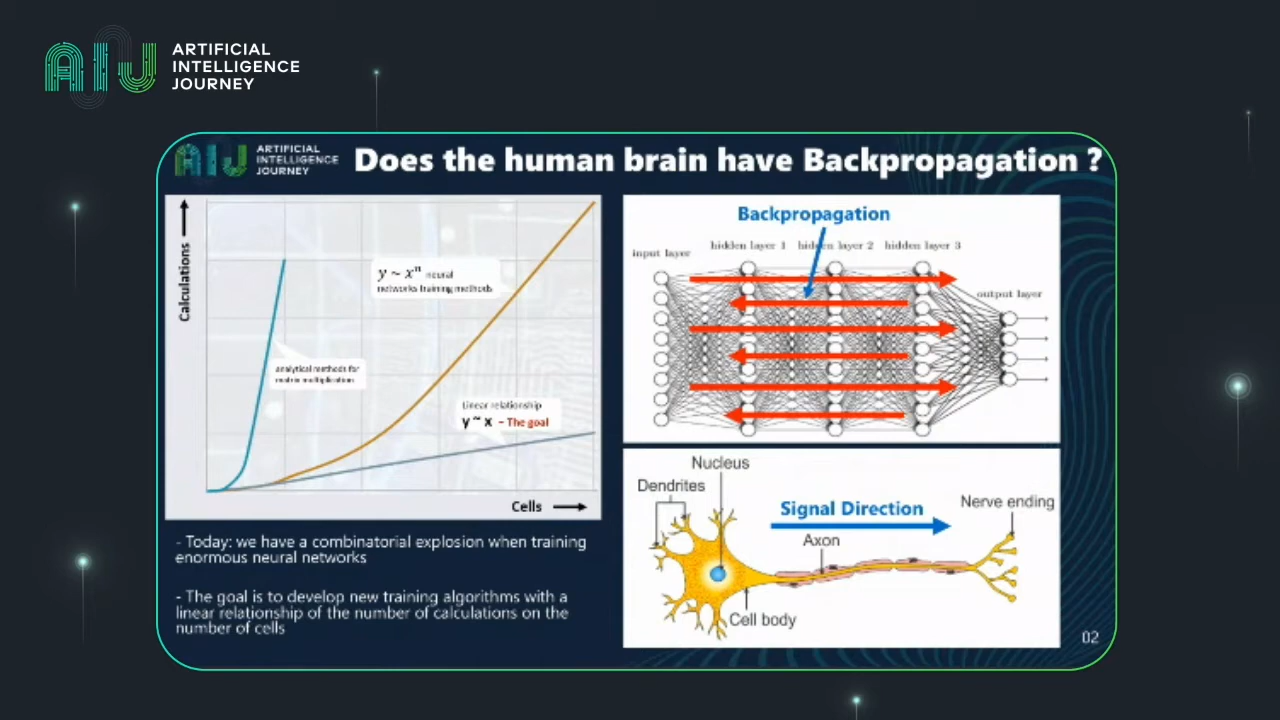 ARTIFICIAL
INTELLIGENCE
JOURNEY
AIJ
ARTIFICIAL
INTELLIGENCE
JOURNEY
Does the human brain have Backpropagation ?
Calculations
y ~ xⁿ neural
networks training methods
analytical methods for
matrix multiplication
Linear relationship
y ~ x - The goal
Cells
- Today: we have a combinatorial explosion when training
enormous neural networks
- The goal is to develop new training algorithms with a
linear relationship of the number of calculations on the
number of cells
Backpropagation
input layer
hidden layer 1
hidden layer 2
hidden layer 3
output layer
Nucleus
Dendrites
Signal Direction
Nerve ending
Axon
Cell body
02